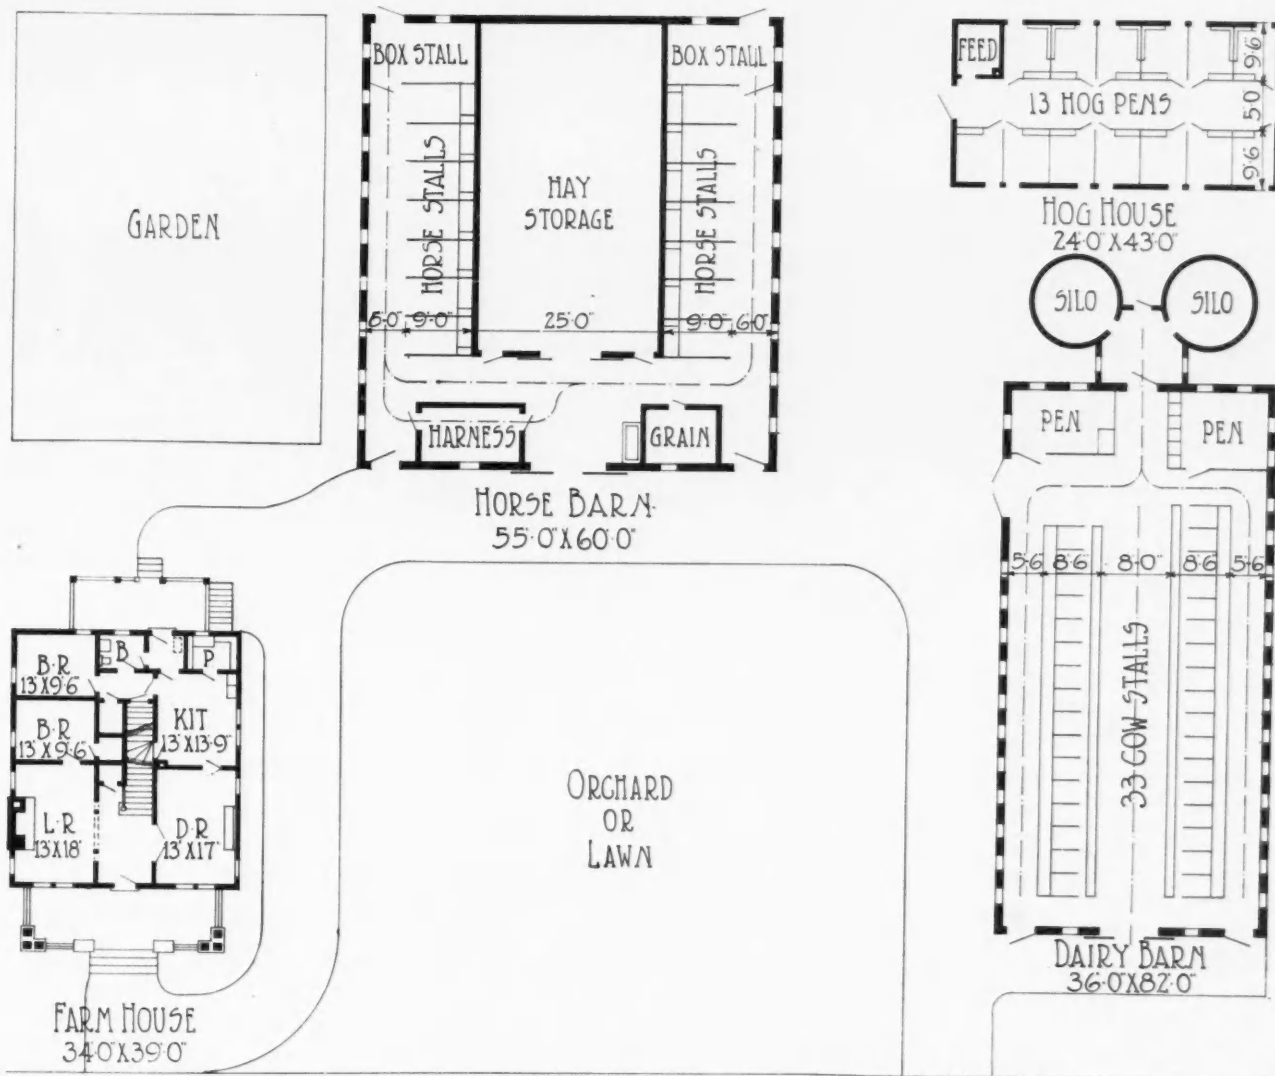 GARDEN
BOX STALL
HORSE STALLS
HAY
STORAGE
BOX STALL
HORSE STALLS
6'-0" 9'-0" 25'-0" 9'-0" 6'-0"
HARNESS
GRAIN
HORSE BARN
55'-0"X60'-0"
FEED
13 HOG PENS
9'-6"
5'-0"
9'-6"
HOG HOUSE
24'-0"X43'-0"
SILO
SILO
PEN
PEN
5'-6" 8'-6" 8'-0" 8'-6" 5'-6"
33 COW STALLS
DAIRY BARN
36'-0"X82'-0"
B
P
B·R
13'X9'-6"
B·R
13'X9'-6"
KIT
13'X13'-9"
L·R
13'X18'
D·R
13'X17'
FARM HOUSE
34'-0"X39'-0"
ORCHARD
OR
LAWN